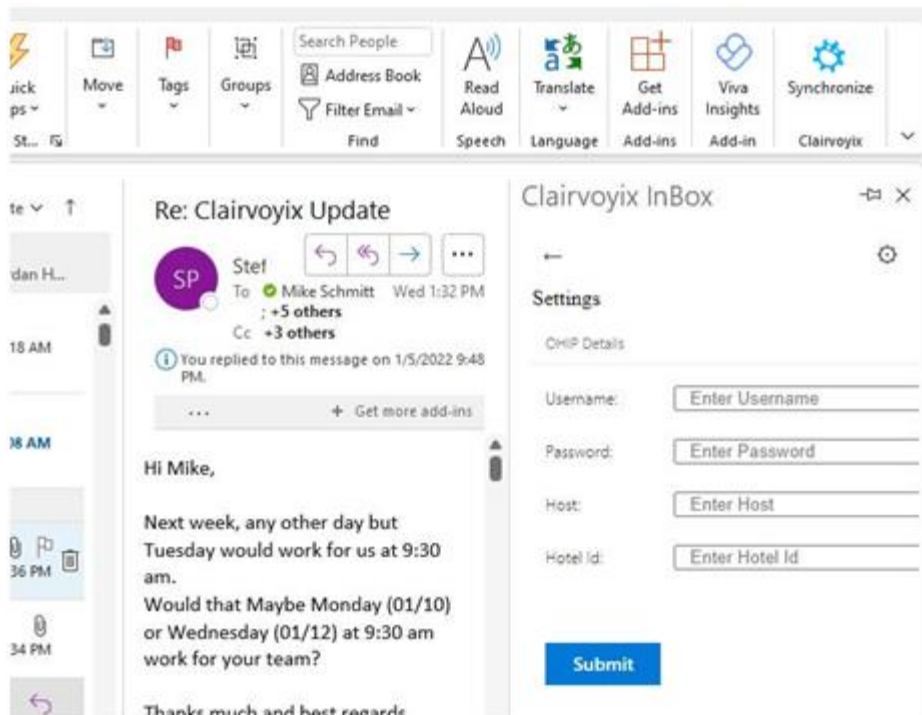 uick
ps
St...
Move
Tags
Groups
Search People
Address Book
Filter Email
Find
Read
Aloud
Speech
Translate
Language
Get
Add-ins
Add-ins
Viva
Insights
Add-in
Synchronize
Clairvoyix
te
dan H...
18 AM
08 AM
36 PM
34 PM
Re: Clairvoyix Update
SP
Stef
To Mike Schmitt Wed 1:32 PM
; +5 others
Cc +3 others
You replied to this message on 1/5/2022 9:48
PM.
... + Get more add-ins
Hi Mike,
Next week, any other day but
Tuesday would work for us at 9:30
am.
Would that Maybe Monday (01/10)
or Wednesday (01/12) at 9:30 am
work for your team?
Thanks much and best regards
Clairvoyix InBox
Settings
OHIP Details
Username: Enter Username
Password: Enter Password
Host: Enter Host
Hotel Id: Enter Hotel Id
Submit